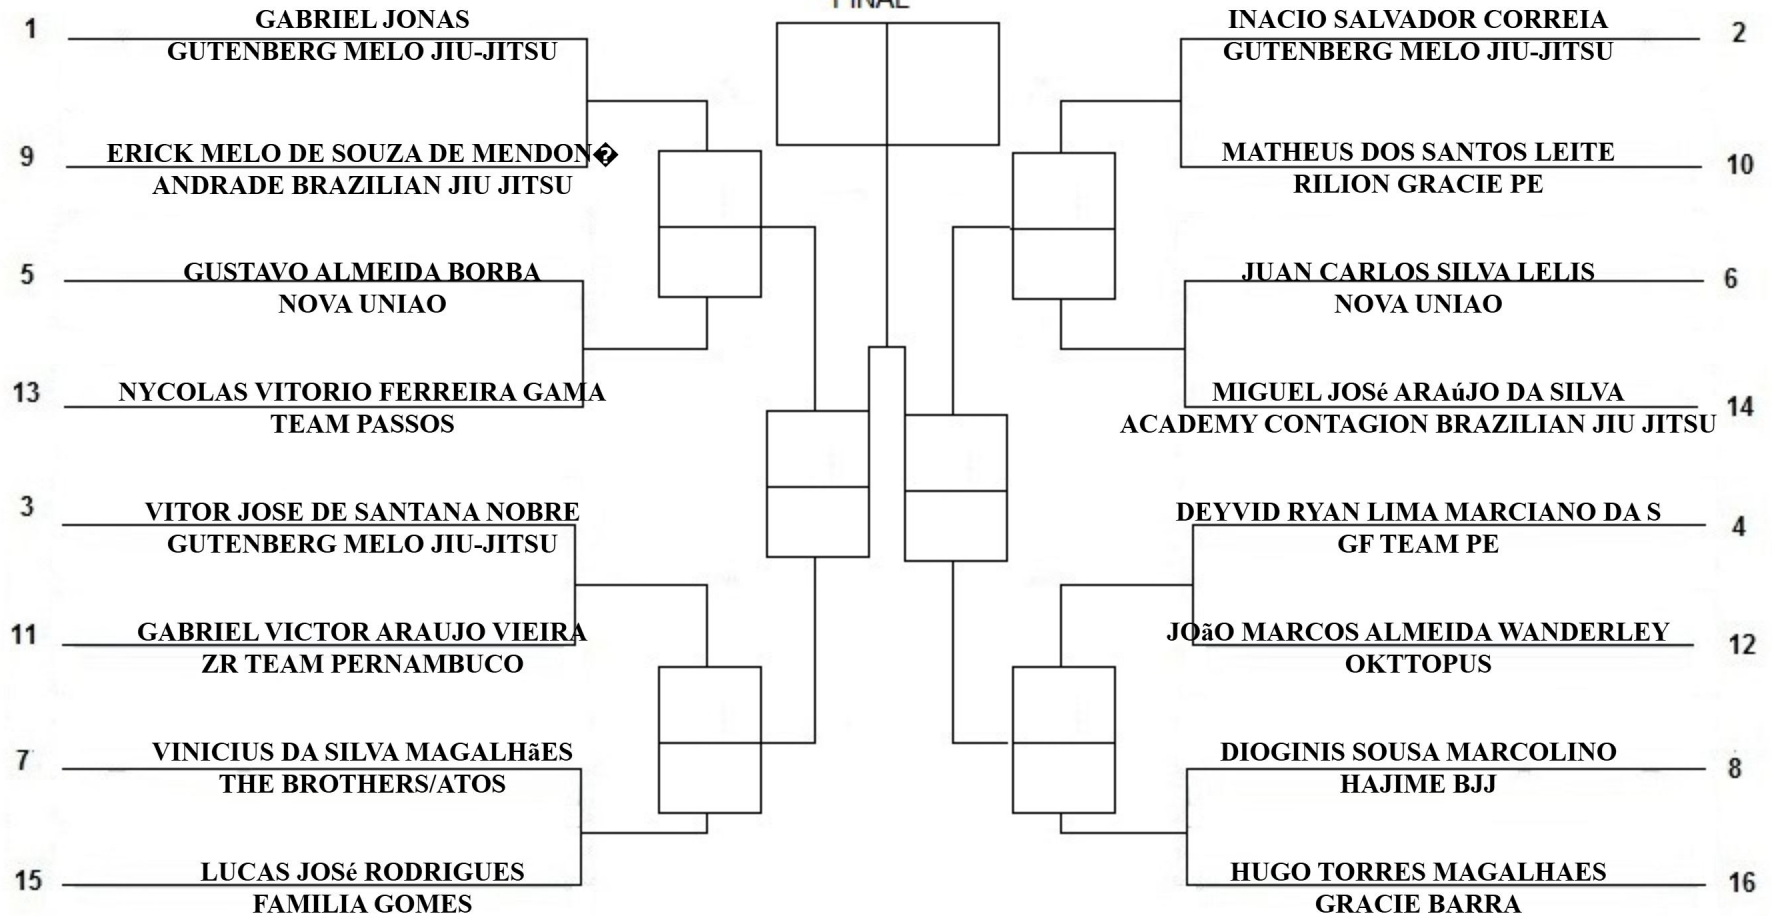 FINAL
1
GABRIEL JONAS
GUTENBERG MELO JIU-JITSU
9
ERICK MELO DE SOUZA DE MENDON�
ANDRADE BRAZILIAN JIU JITSU
5
GUSTAVO ALMEIDA BORBA
NOVA UNIAO
13
NYCOLAS VITORIO FERREIRA GAMA
TEAM PASSOS
3
VITOR JOSE DE SANTANA NOBRE
GUTENBERG MELO JIU-JITSU
11
GABRIEL VICTOR ARAUJO VIEIRA
ZR TEAM PERNAMBUCO
7
VINICIUS DA SILVA MAGALHãES
THE BROTHERS/ATOS
15
LUCAS JOSé RODRIGUES
FAMILIA GOMES
INACIO SALVADOR CORREIA
2
GUTENBERG MELO JIU-JITSU
MATHEUS DOS SANTOS LEITE
10
RILION GRACIE PE
JUAN CARLOS SILVA LELIS
6
NOVA UNIAO
MIGUEL JOSé ARAúJO DA SILVA
14
ACADEMY CONTAGION BRAZILIAN JIU JITSU
DEYVID RYAN LIMA MARCIANO DA S
4
GF TEAM PE
JOãO MARCOS ALMEIDA WANDERLEY
12
OKTTOPUS
DIOGINIS SOUSA MARCOLINO
8
HAJIME BJJ
HUGO TORRES MAGALHAES
16
GRACIE BARRA